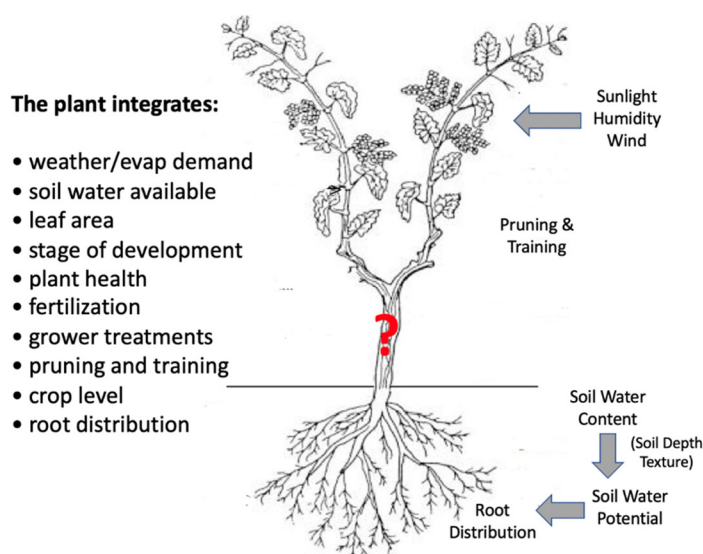 The plant integrates:
• weather/evap demand
• soil water available
• leaf area
• stage of development
• plant health
• fertilization
• grower treatments
• pruning and training
• crop level
• root distribution
?
Sunlight
Humidity
Wind
Pruning &
Training
Soil Water
Content
(Soil Depth
Texture)
Soil Water
Potential
Root
Distribution